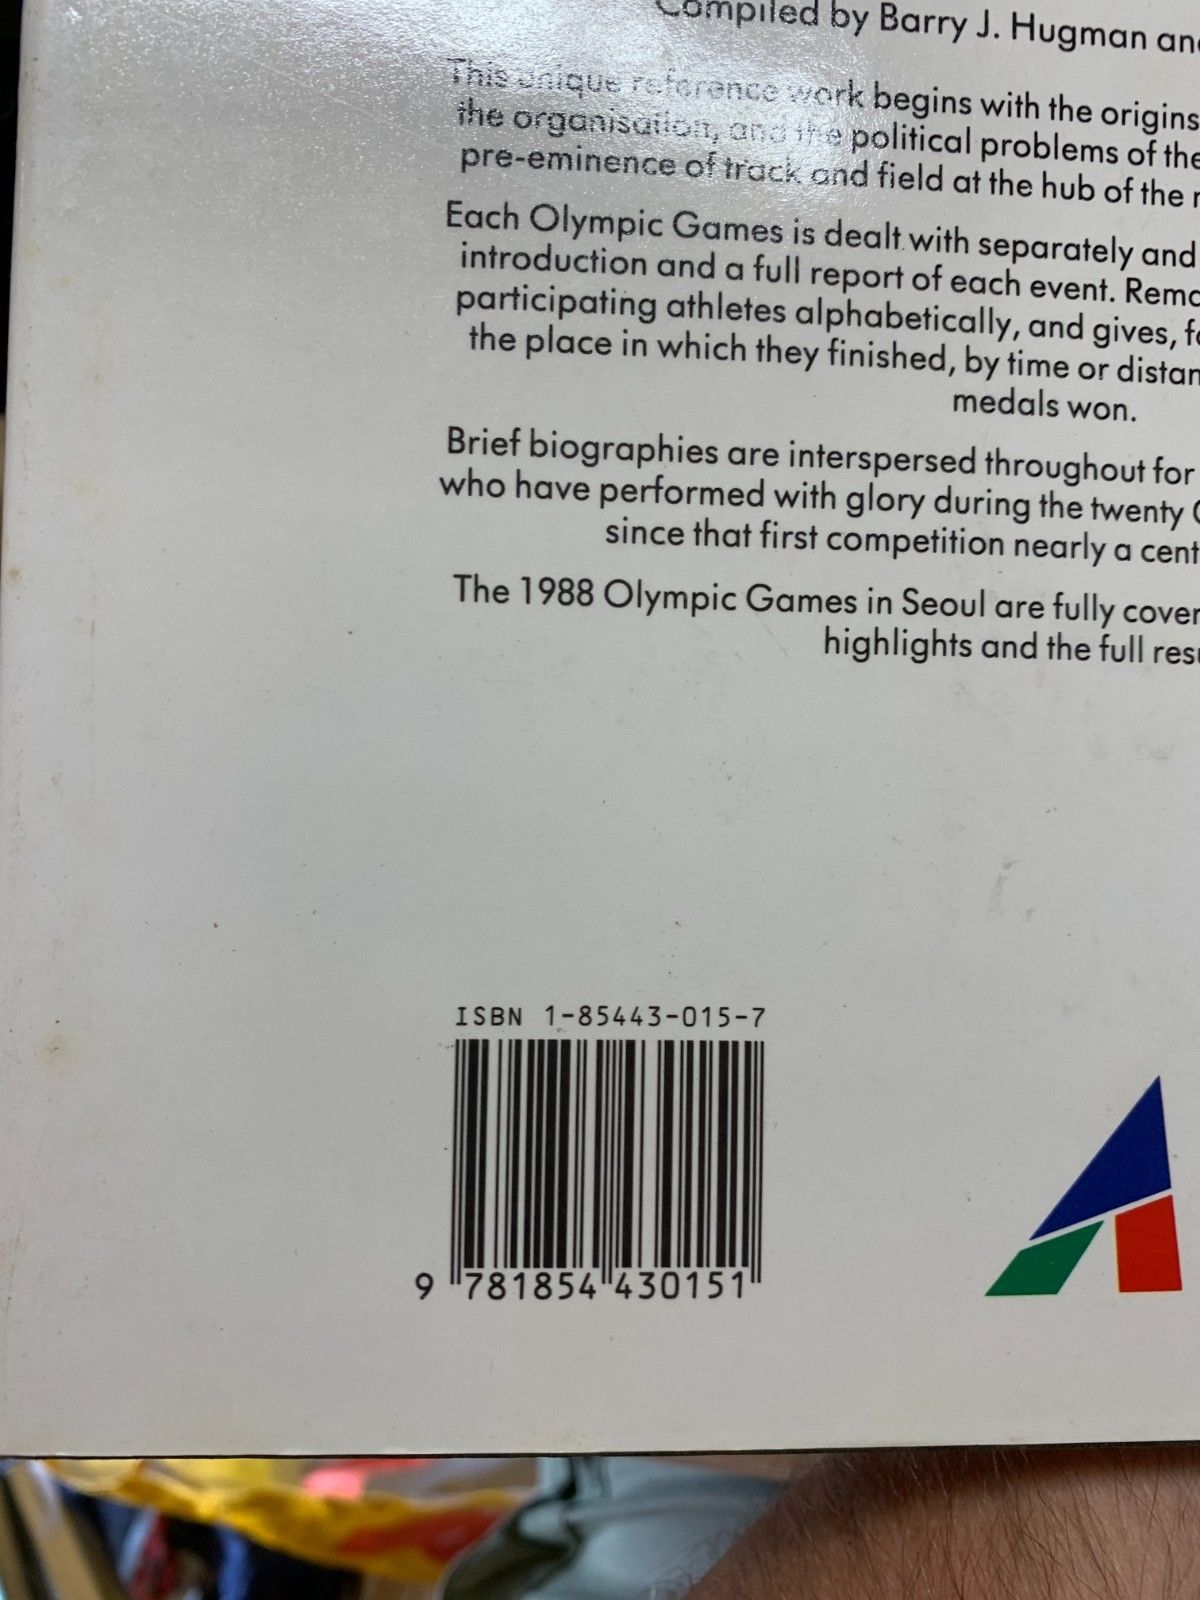 Compiled by Barry J. Hugman and
This unique reference work begins with the origins
the organisation, and the political problems of the
pre-eminence of track and field at the hub of the
Each Olympic Games is dealt with separately and
introduction and a full report of each event.
participating athletes alphabetically, and gives,
the place in which they finished, by time or
medals won.
Brief biographies are interspersed throughout for
who have performed with glory during the twenty
since that first competition nearly a
The 1988 Olympic Games in Seoul are fully
highlights and the full
ISBN 1-85443-015-7
9 781854 430151